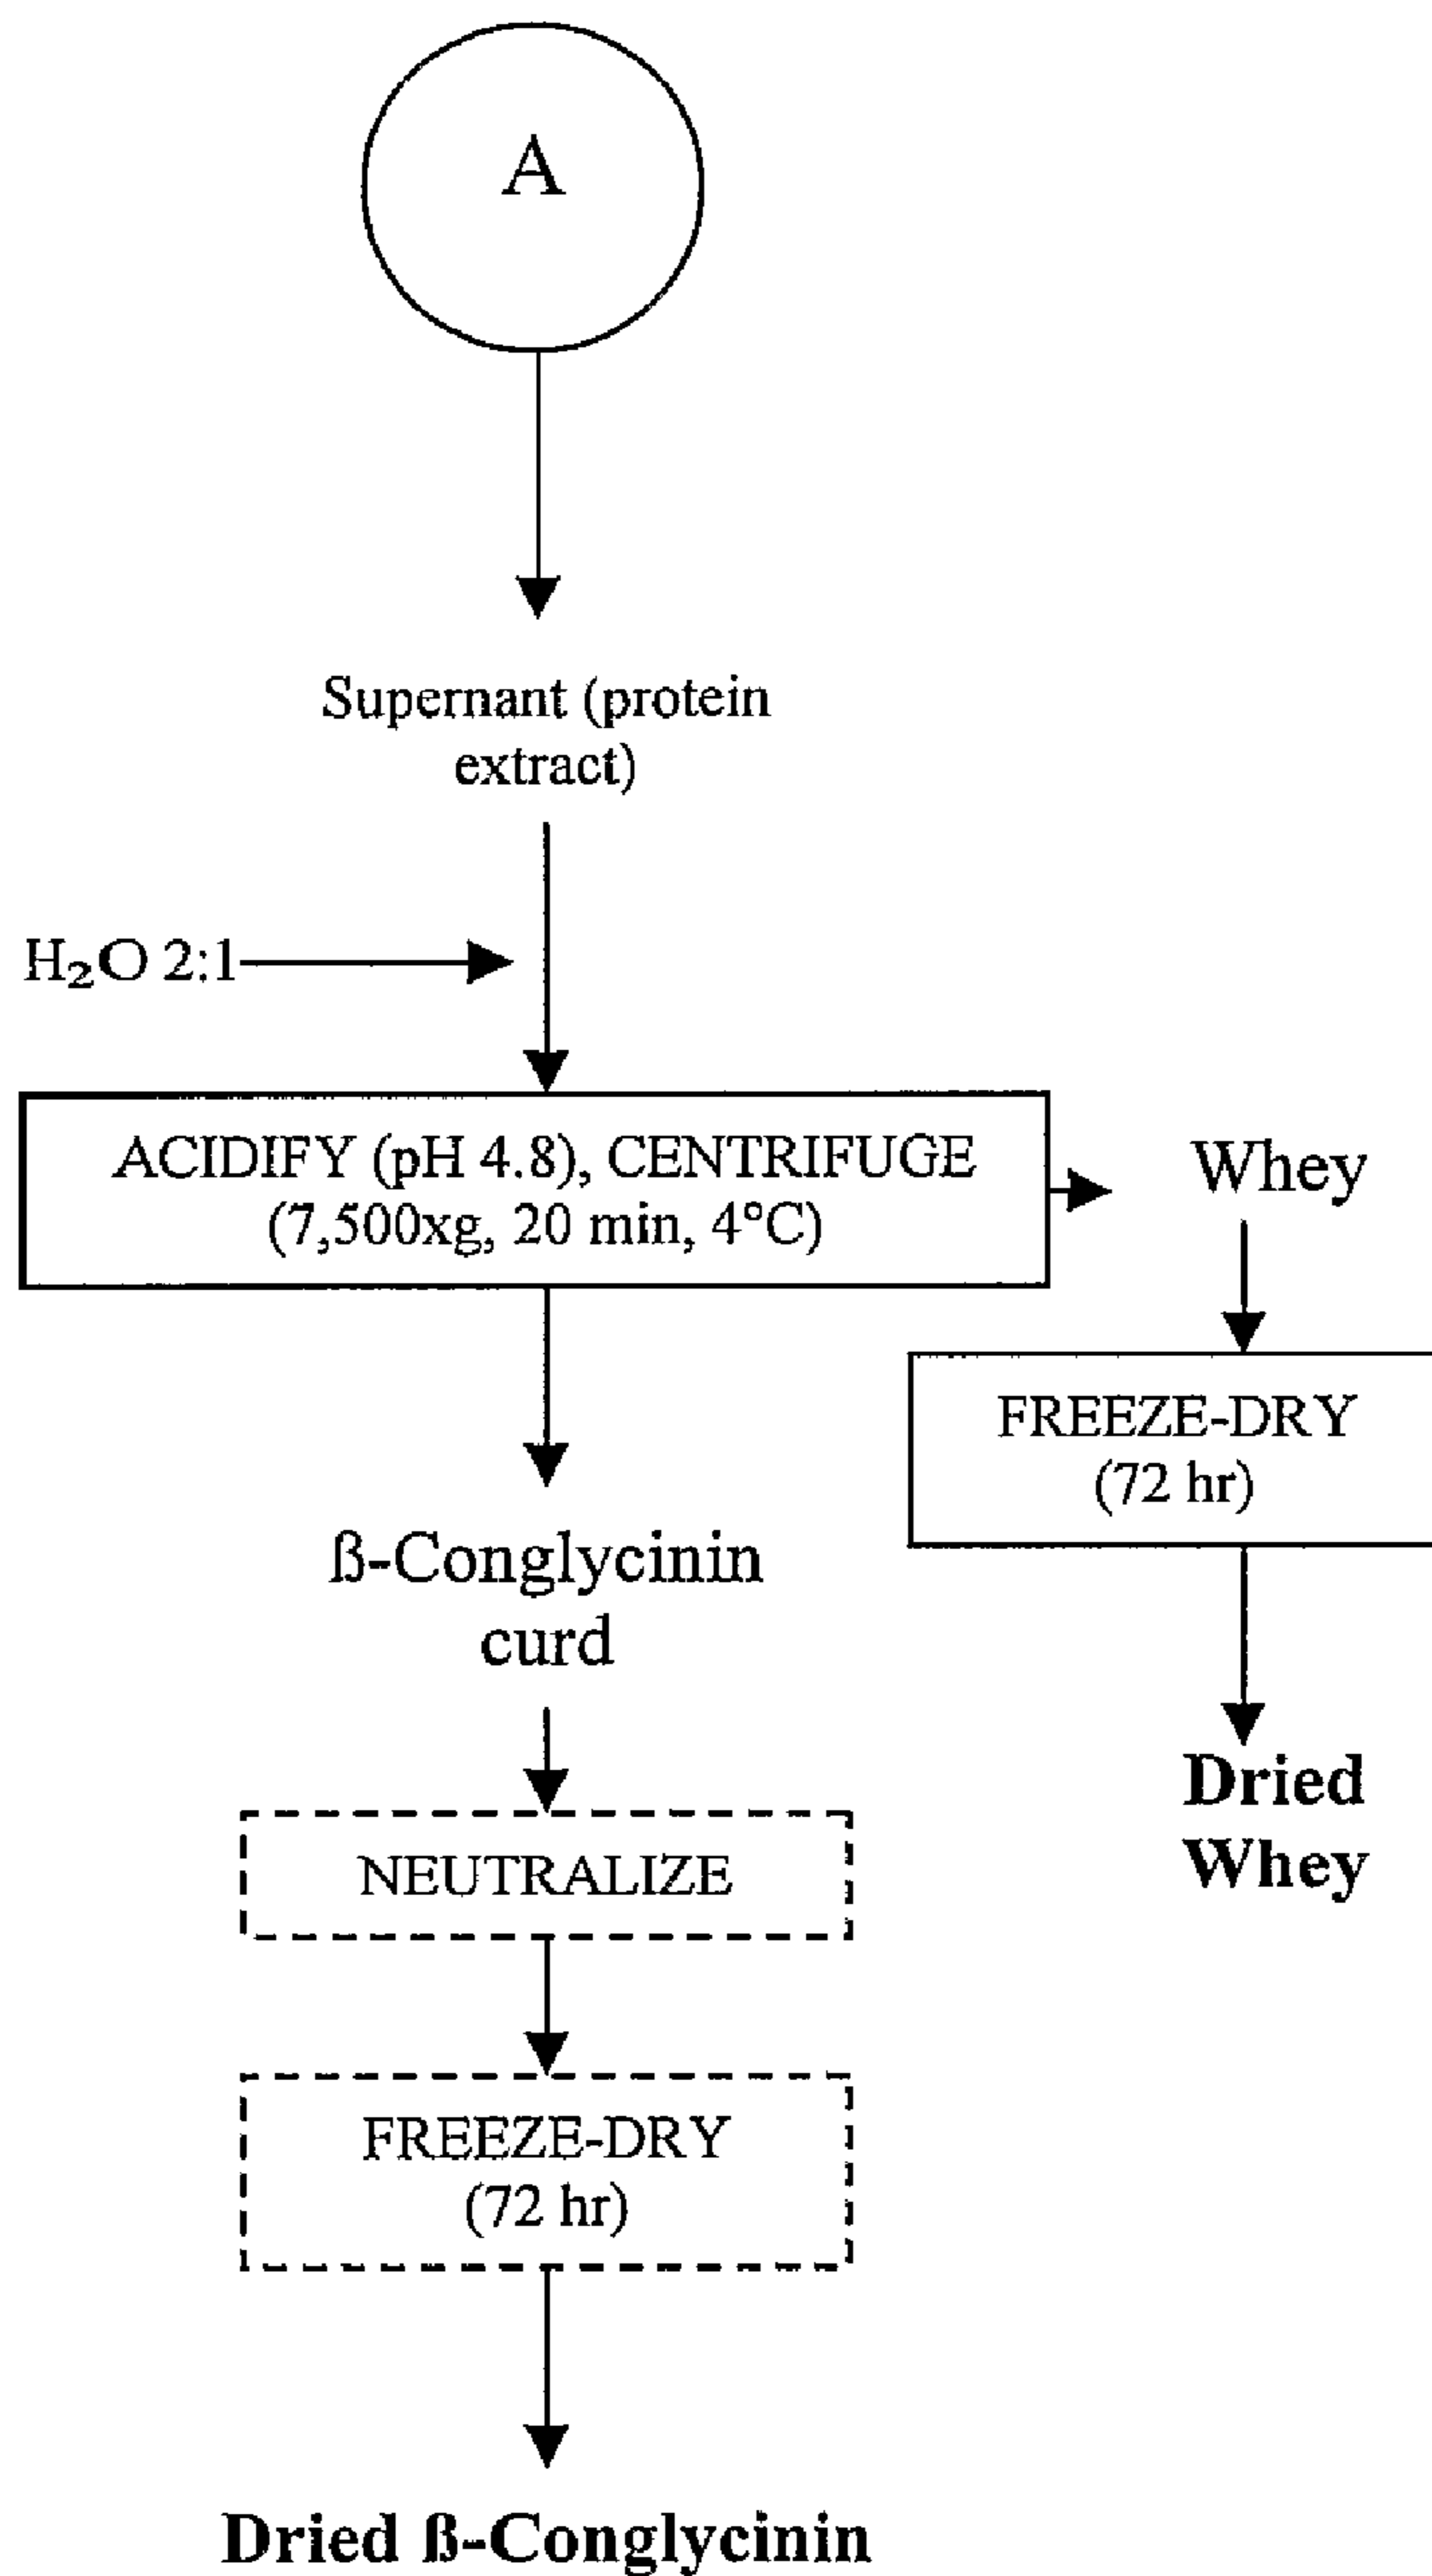 A
Supernant (protein
extract)
H₂O 2:1
ACIDIFY (pH 4.8), CENTRIFUGE
(7,500xg, 20 min, 4°C)
Whey
FREEZE-DRY
(72 hr)
ß-Conglycinin
curd
Dried
Whey
NEUTRALIZE
FREEZE-DRY
(72 hr)
Dried ß-Conglycinin